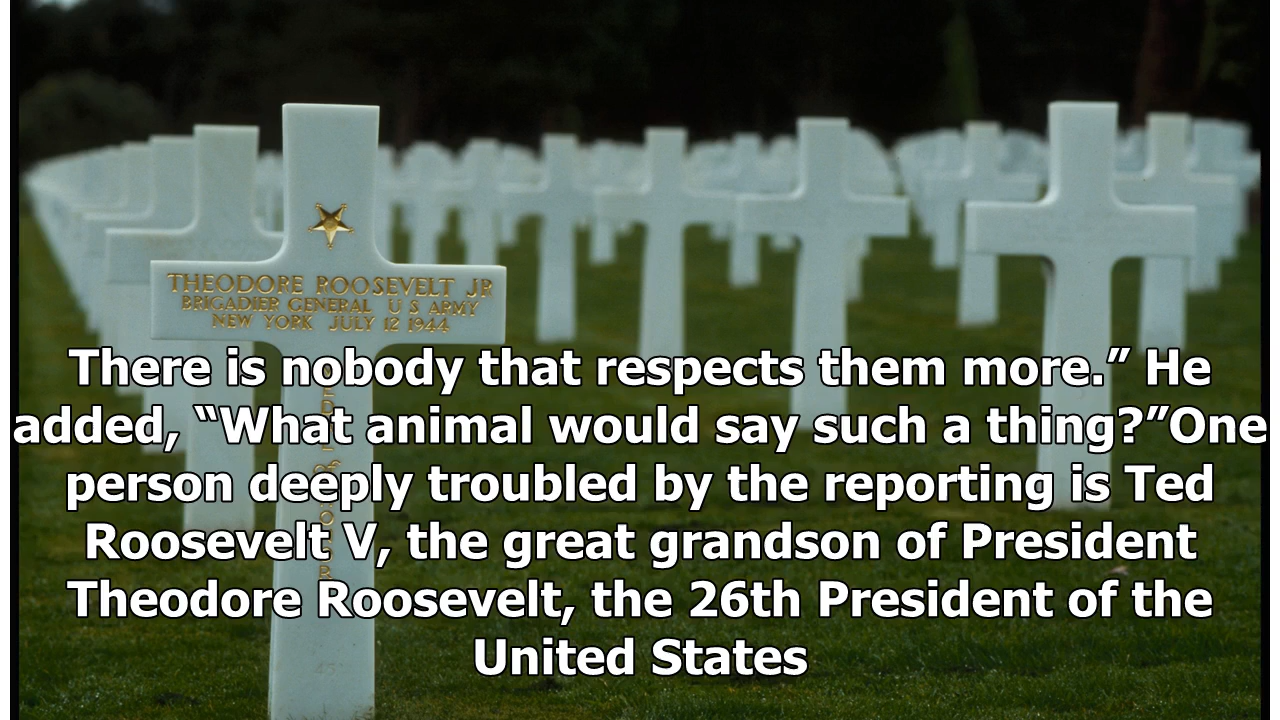 THEODORE ROOSEVELT JR
BRIGADIER GENERAL U S ARMY
NEW YORK JULY 12 1944
There is nobody that respects them more.” He
added, “What animal would say such a thing?”One
person deeply troubled by the reporting is Ted
Roosevelt V, the great grandson of President
Theodore Roosevelt, the 26th President of the
United States